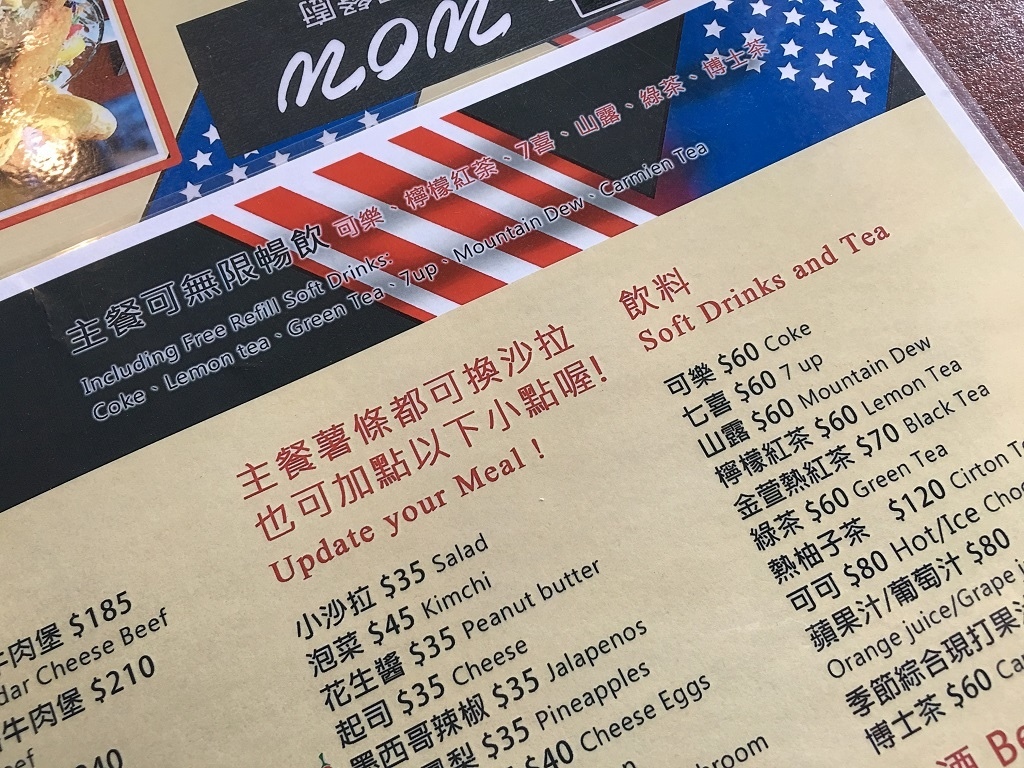 餐廚
NON
主餐可無限暢飲 可樂、檸檬紅茶、7喜、山露、綠茶、博士茶
Including Free Refill Soft Drinks:
Coke、Lemon tea、Green Tea、7up、Mountain Dew、Carmien Tea
主餐薯條都可換沙拉
也可加點以下小點喔!
Update your Meal !
小沙拉 $35 Salad
泡菜 $45 Kimchi
花生醬 $35 Peanut butter
起司 $35 Cheese
墨西哥辣椒 $35 Jalapenos
鳳梨 $35 Pineapples
$40 Cheese Eggs
飲料
Soft Drinks and Tea
可樂 $60 Coke
七喜 $60 7 up
山露 $60 Mountain Dew
檸檬紅茶 $60 Lemon Tea
金萱熱紅茶 $70 Black Tea
綠茶 $60 Green Tea
熱柚子茶 $120 Cirton
可可 $80 Hot/Ice
蘋果汁/葡萄汁 $80
Orange juice/Grape
季節綜合現打果汁
博士茶 $60
酒
牛肉堡 $185
Cheese Beef
牛肉堡 $210